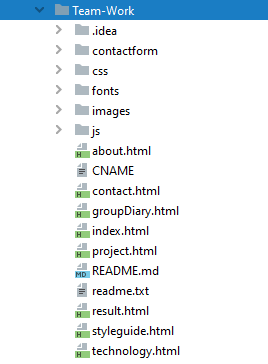 Team-Work
.idea
contactform
css
fonts
images
js
about.html
CNAME
contact.html
groupDiary.html
index.html
project.html
README.md
readme.txt
result.html
styleguide.html
technology.html